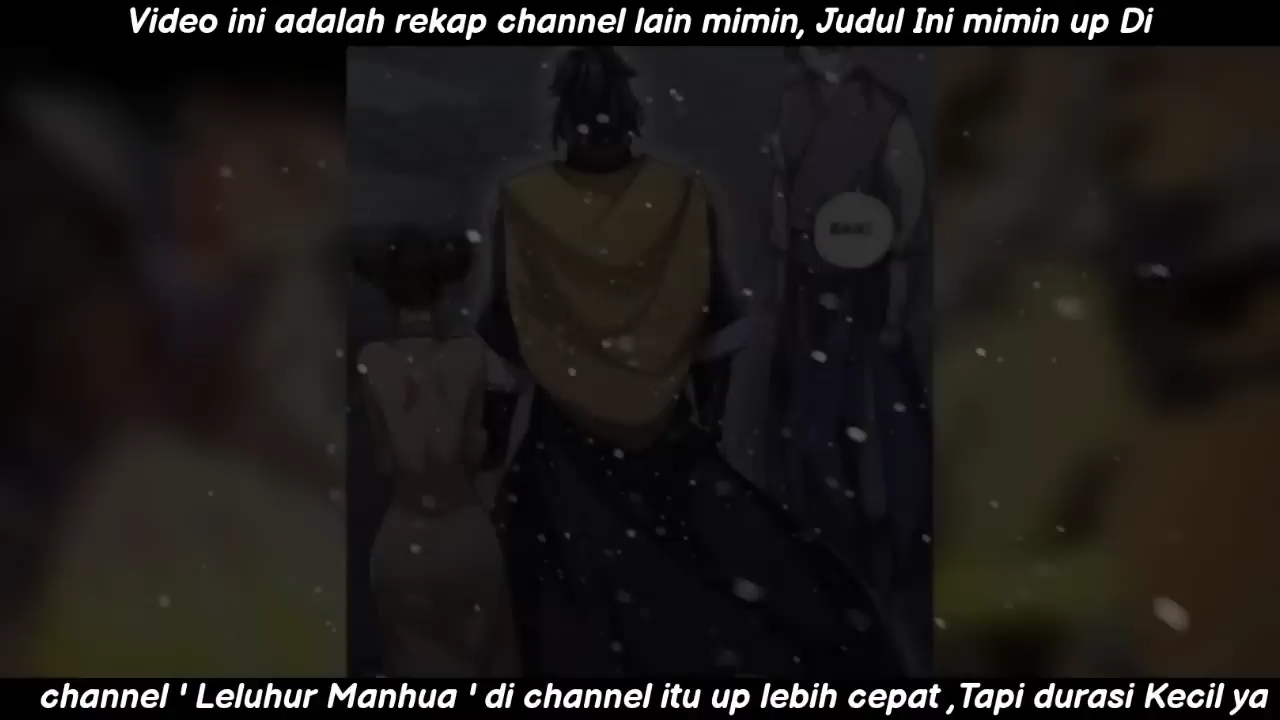 Video ini adalah rekap channel lain mimin, Judul Ini mimin up Di
channel ' Leluhur Manhua ' di channel itu up lebih cepat ,Tapi durasi Kecil ya